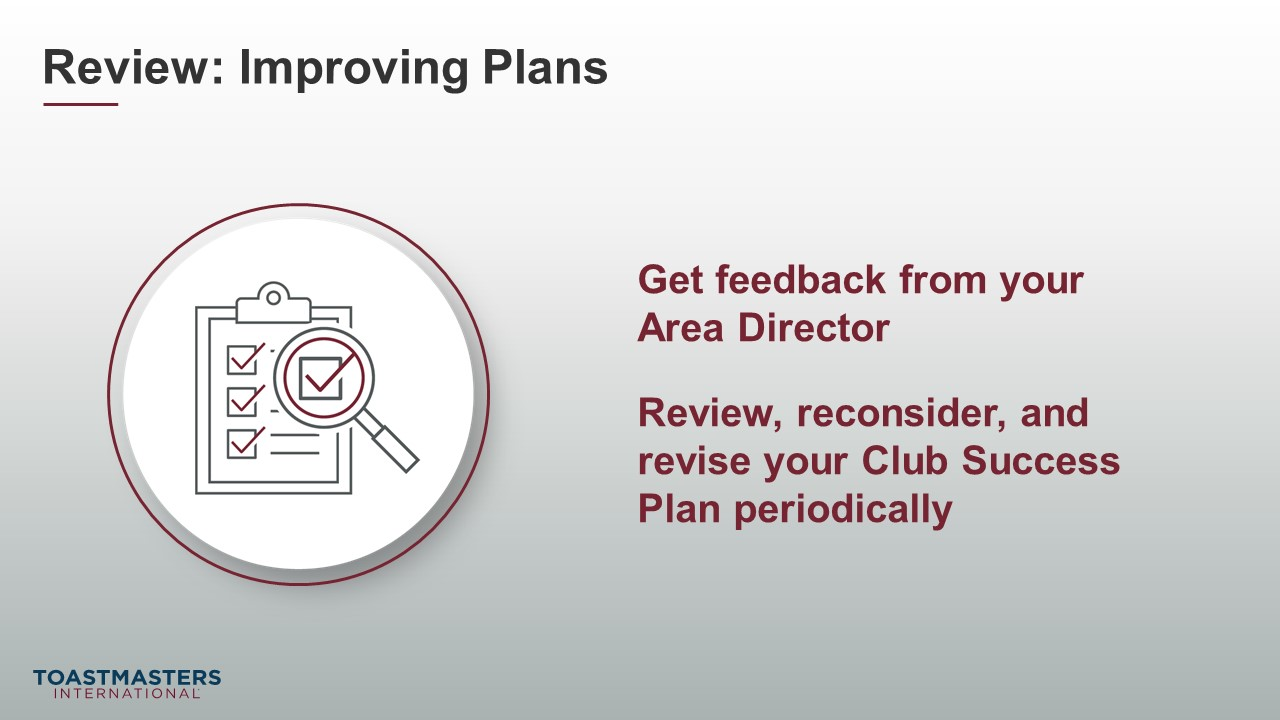 Review: Improving Plans
Get feedback from your
Area Director
Review, reconsider, and
revise your Club Success
Plan periodically
TOASTMASTERS
INTERNATIONAL